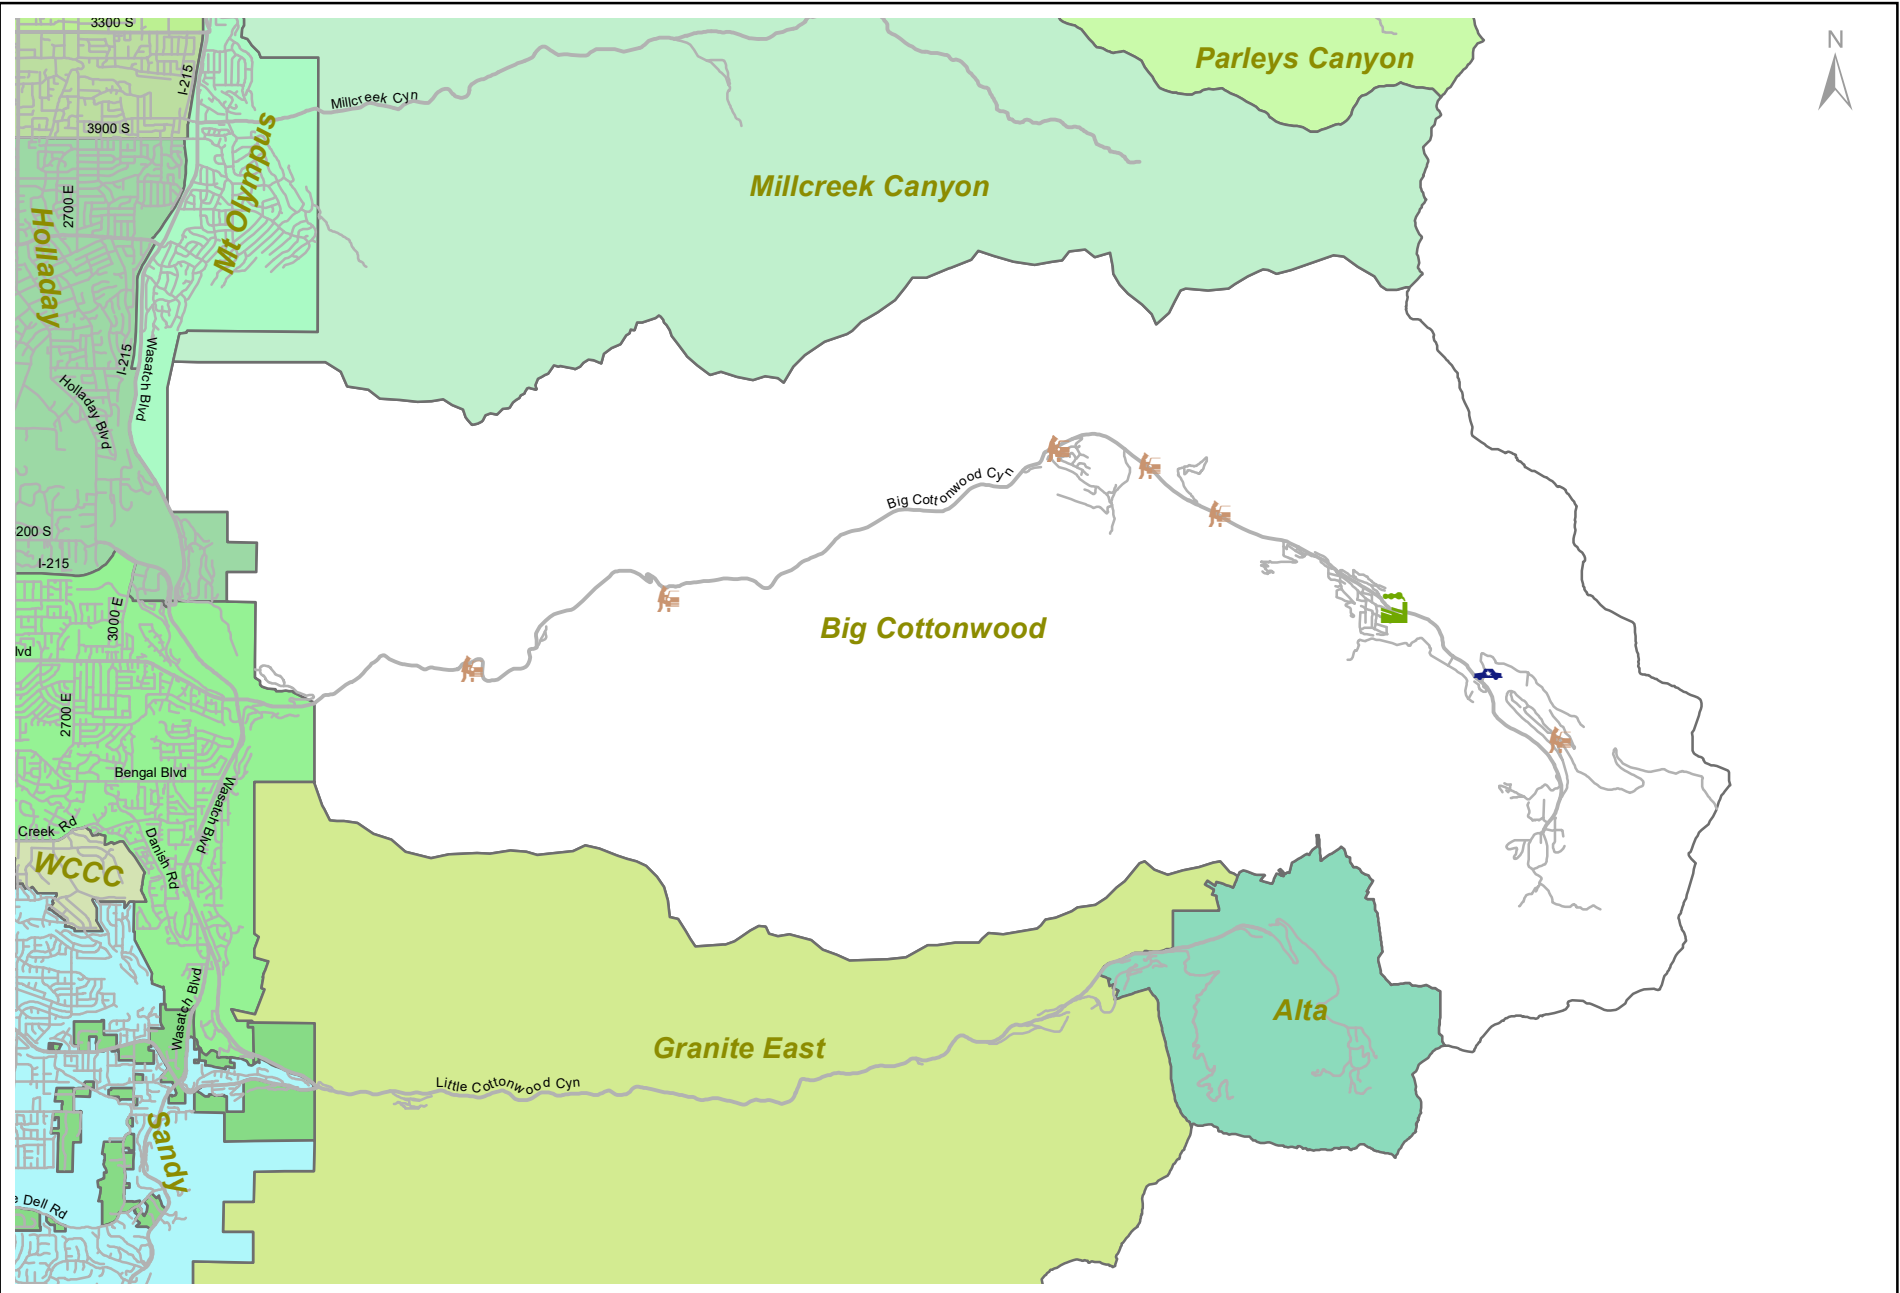 3300 S
Parleys Canyon
N
I-215
Millcreek Cyn
3900 S
Mt Olympus
Millcreek Canyon
2700 E
Holladay
I-215
Wasatch Blvd
Holladay Blvd
Big Cottonwood Cyn
200 S
I-215
3000 E
Big Cottonwood
lvd
2700 E
Bengal Blvd
Wasatch Blvd
Creek Rd
Danish Rd
WCCC
Wasatch Blvd
Alta
Granite East
Little Cottonwood Cyn
Sandy
e Dell Rd